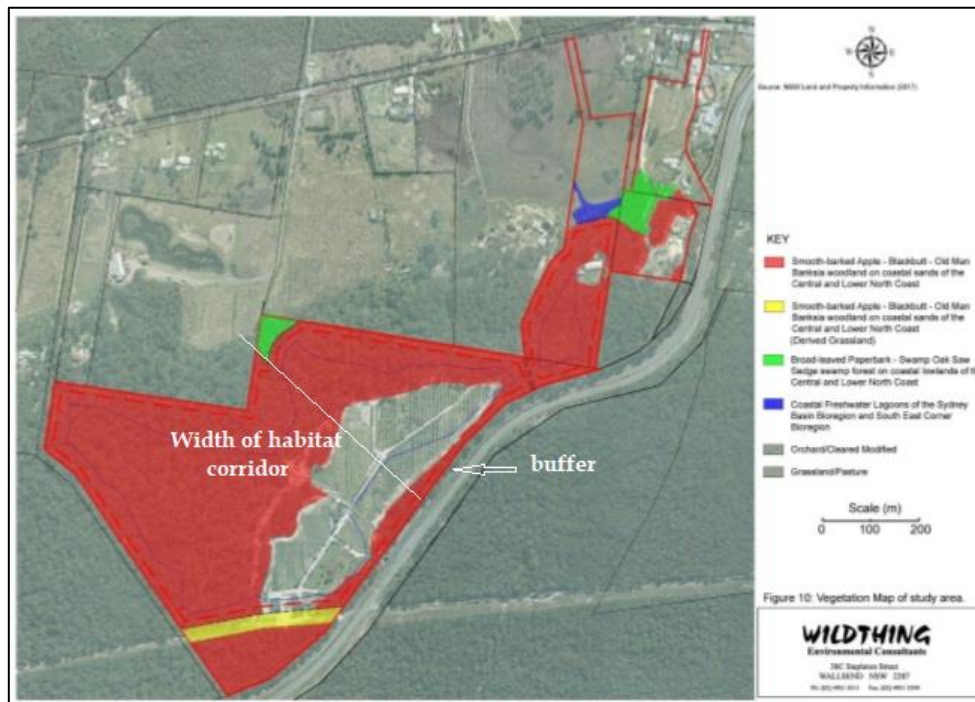 N
W
E
S
Source: NSW Land and Property Information (2017)
KEY
Smooth-barked Apple - Blackbutt - Old Man
Banksia woodland on coastal sands of the
Central and Lower North Coast
Smooth-barked Apple - Blackbutt - Old Man
Banksia woodland on coastal sands of the
Central and Lower North Coast
(Derived Grassland)
Broad-leaved Paperbark - Swamp Oak Saw
Sedge swamp forest on coastal lowlands of the
Central and Lower North Coast
Coastal Freshwater Lagoons of the Sydney
Basin Bioregion and South East Corner
Bioregion
Orchard/Cleared Modified
Grassland/Pasture
Scale (m)
0 100 200
Width of habitat
corridor
buffer
Figure 10: Vegetation Map of study area.
WILDTHING
Environmental Consultants
Street
WALLSEND NSW 2287